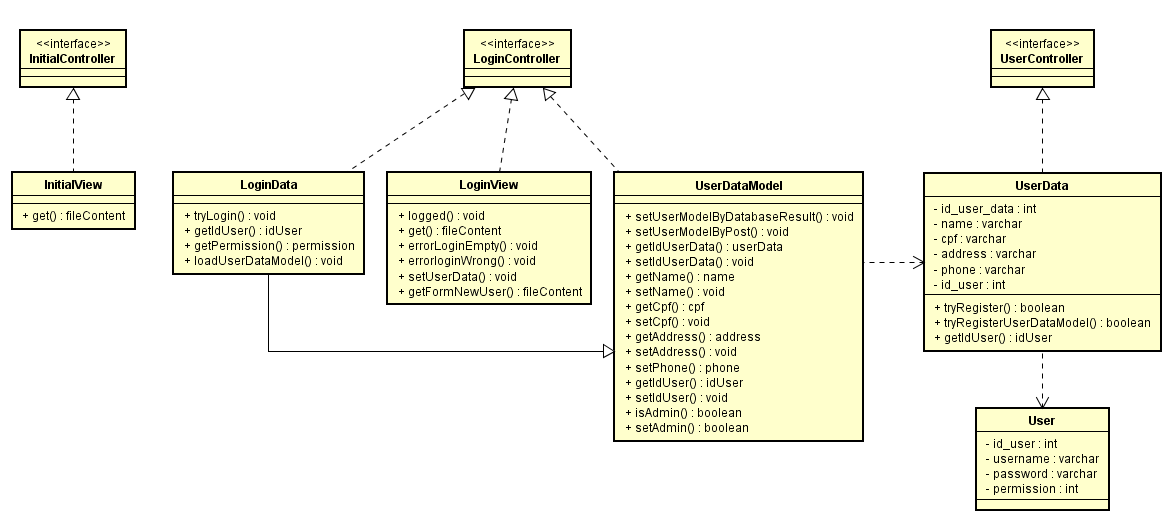 <<interface>>
InitialController
<<interface>>
LoginController
<<interface>>
UserController
InitialView
+ get() : fileContent
LoginData
+ tryLogin() : void
+ getIdUser() : idUser
+ getPermission() : permission
+ loadUserDataModel() : void
LoginView
+ logged() : void
+ get() : fileContent
+ errorLoginEmpty() : void
+ errorloginWrong() : void
+ setUserData() : void
+ getFormNewUser() : fileContent
UserDataModel
+ setUserModelByDatabaseResult() : void
+ setUserModelByPost() : void
+ getIdUserData() : userData
+ setIdUserData() : void
+ getName() : name
+ setName() : void
+ getCpf() : cpf
+ setCpf() : void
+ getAddress() : address
+ setAddress() : void
+ setPhone() : phone
+ getIdUser() : idUser
+ setIdUser() : void
+ isAdmin() : boolean
+ setAdmin() : boolean
UserData
- id_user_data : int
- name : varchar
- cpf : varchar
- address : varchar
- phone : varchar
- id_user : int
+ tryRegister() : boolean
+ tryRegisterUserDataModel() : boolean
+ getIdUser() : idUser
User
- id_user : int
- username : varchar
- password : varchar
- permission : int